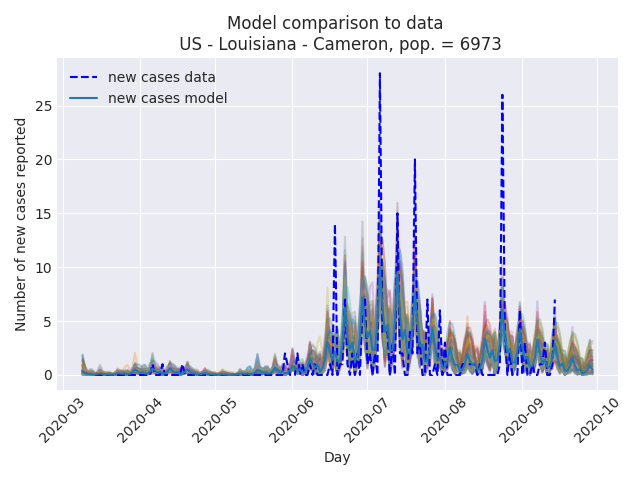 Model comparison to data
US - Louisiana - Cameron, pop. = 6973
new cases data
new cases model
Number of new cases reported
25
20
15
10
5
0
2020-03
2020-04
2020-05
2020-06
2020-07
2020-08
2020-09
2020-10
Day